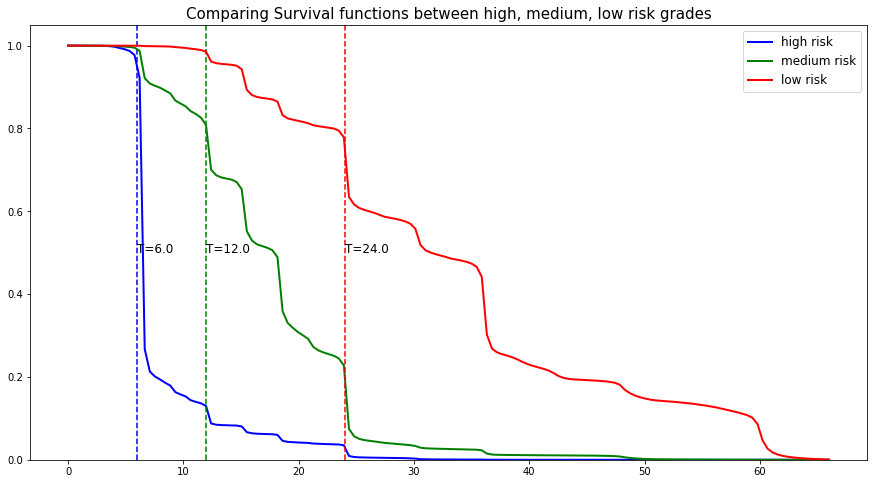 Comparing Survival functions between high, medium, low risk grades
high risk
medium risk
low risk
1.0
0.8
0.6
T=6.0 T=12.0 T=24.0
0.4
0.2
0.0
0 10 20 30 40 50 60